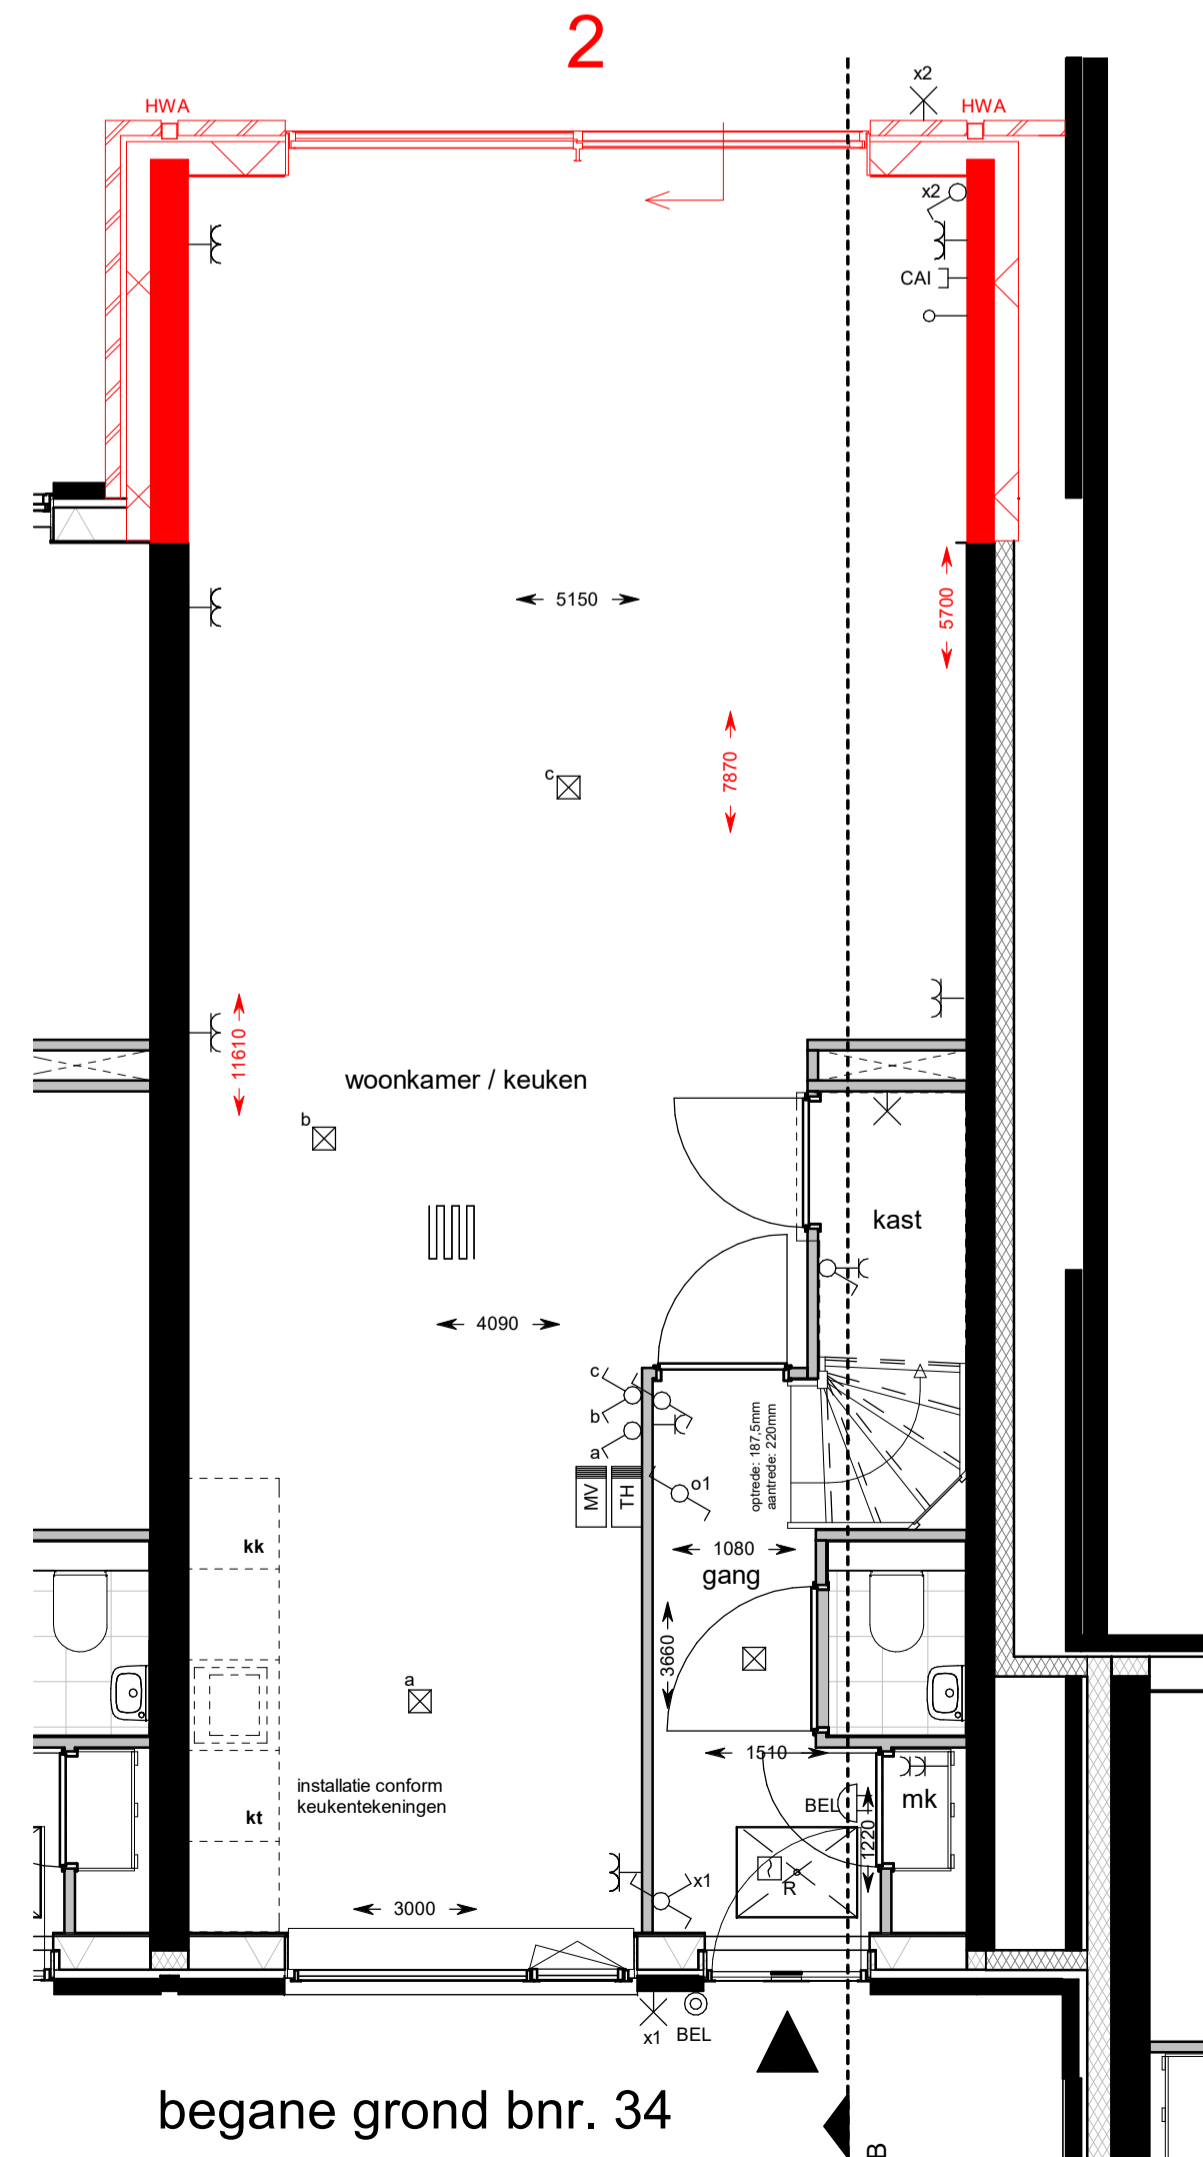 2
x2
HWA
HWA
x2
CAI
5150
5700
7870
c
11610
woonkamer / keuken
b
kast
4090
c
b
a
optrede: 187,5mm
aantrede: 220mm
MV
TH
o1
kk
1080
gang
3660
a
1510
installatie conform
keukentekeningen
kt
BEL
mk
1220
R
x1
3000
x1
BEL
begane grond bnr. 34
B